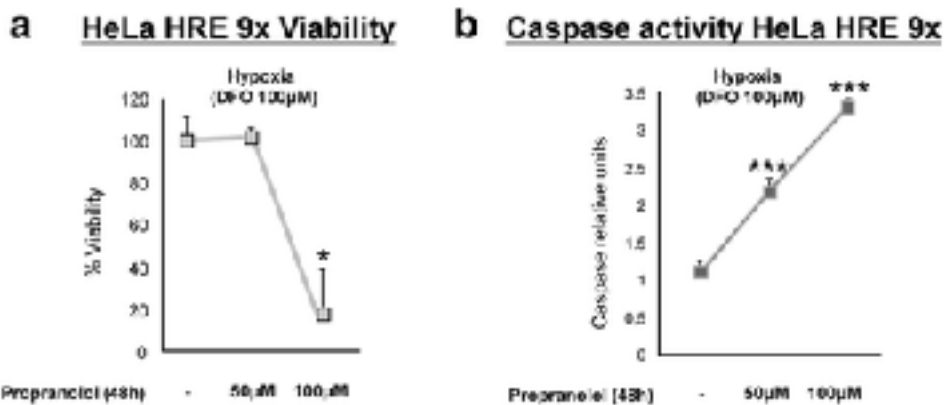 a HeLa HRE 9x Viability
Hypoxia
(DFO 100µM)
120
100
80
60
40
20
0
% Viability
*
Propranolol (48h) - 50µM 100µM
b Caspase activity HeLa HRE 9x
Hypoxia
(DFO 100µM)
3.5
3
2.5
2
1.5
1
0.5
0
Caspase relative units
***
***
Propranolol (48h) - 50µM 100µM